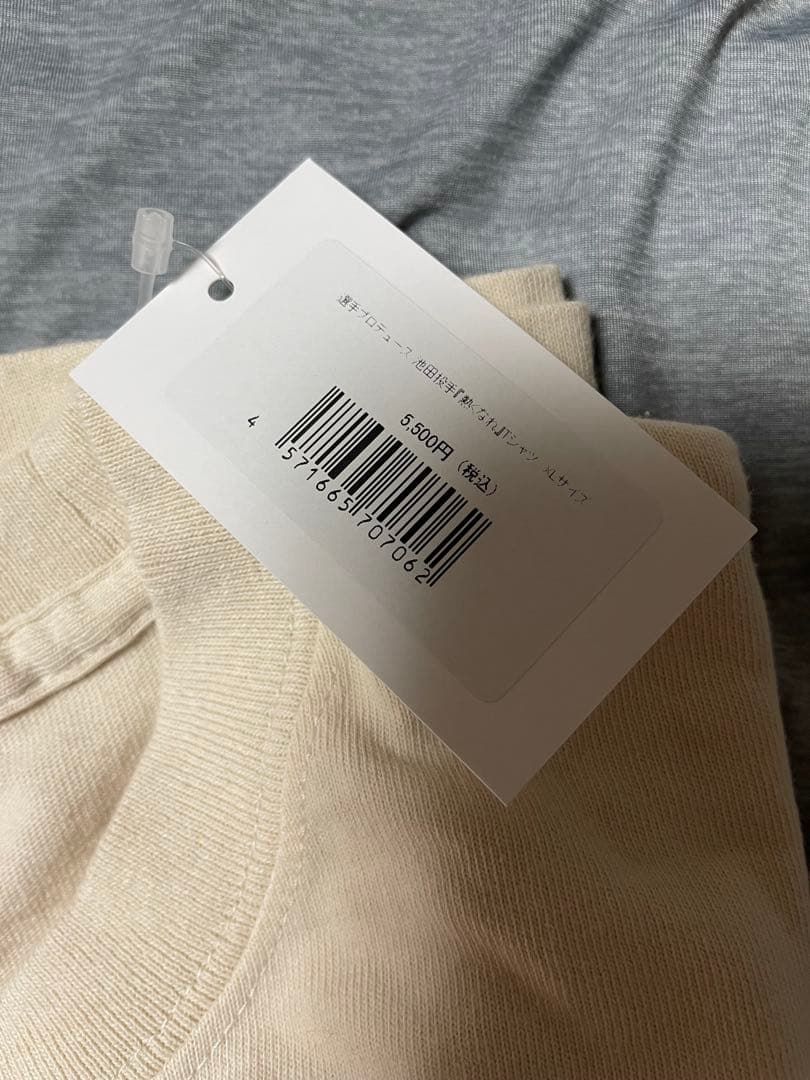 選手プロデュース 池田投手『熱くなれ』Tシャツ XLサイズ
5,500円（税込）
4 571665 707062